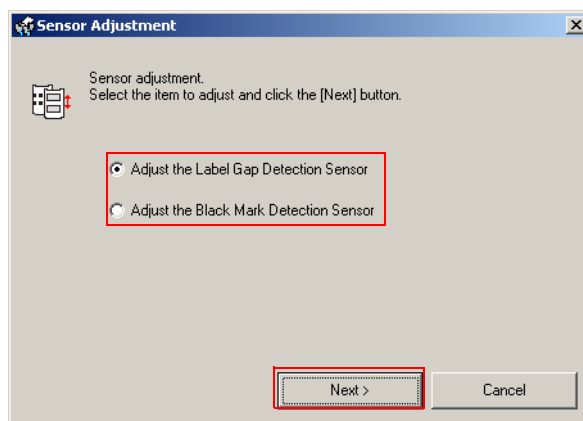 Sensor Adjustment
Sensor adjustment.
Select the item to adjust and click the [Next] button.
Adjust the Label Gap Detection Sensor
Adjust the Black Mark Detection Sensor
Next >
Cancel